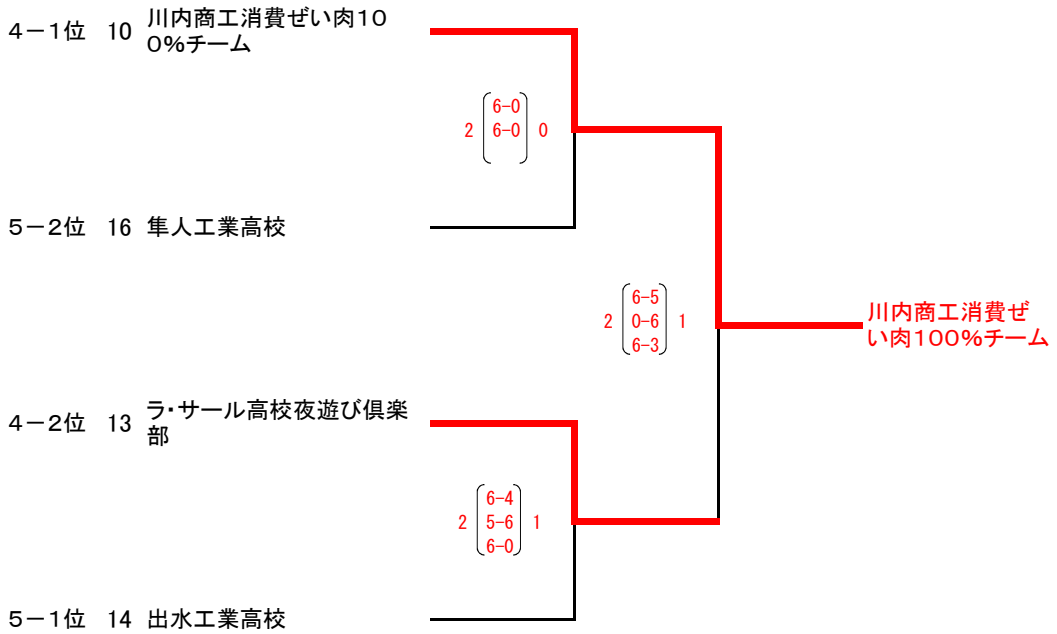 4－1位 10 川内商工消費ぜい肉10
0%チーム
6-0
2 6-0 0
5－2位 16 隼人工業高校
6-5
2 0-6 1
6-3
川内商工消費ぜ
い肉100%チーム
4－2位 13 ラ・サール高校夜遊び倶楽
部
6-4
2 5-6 1
6-0
5－1位 14 出水工業高校